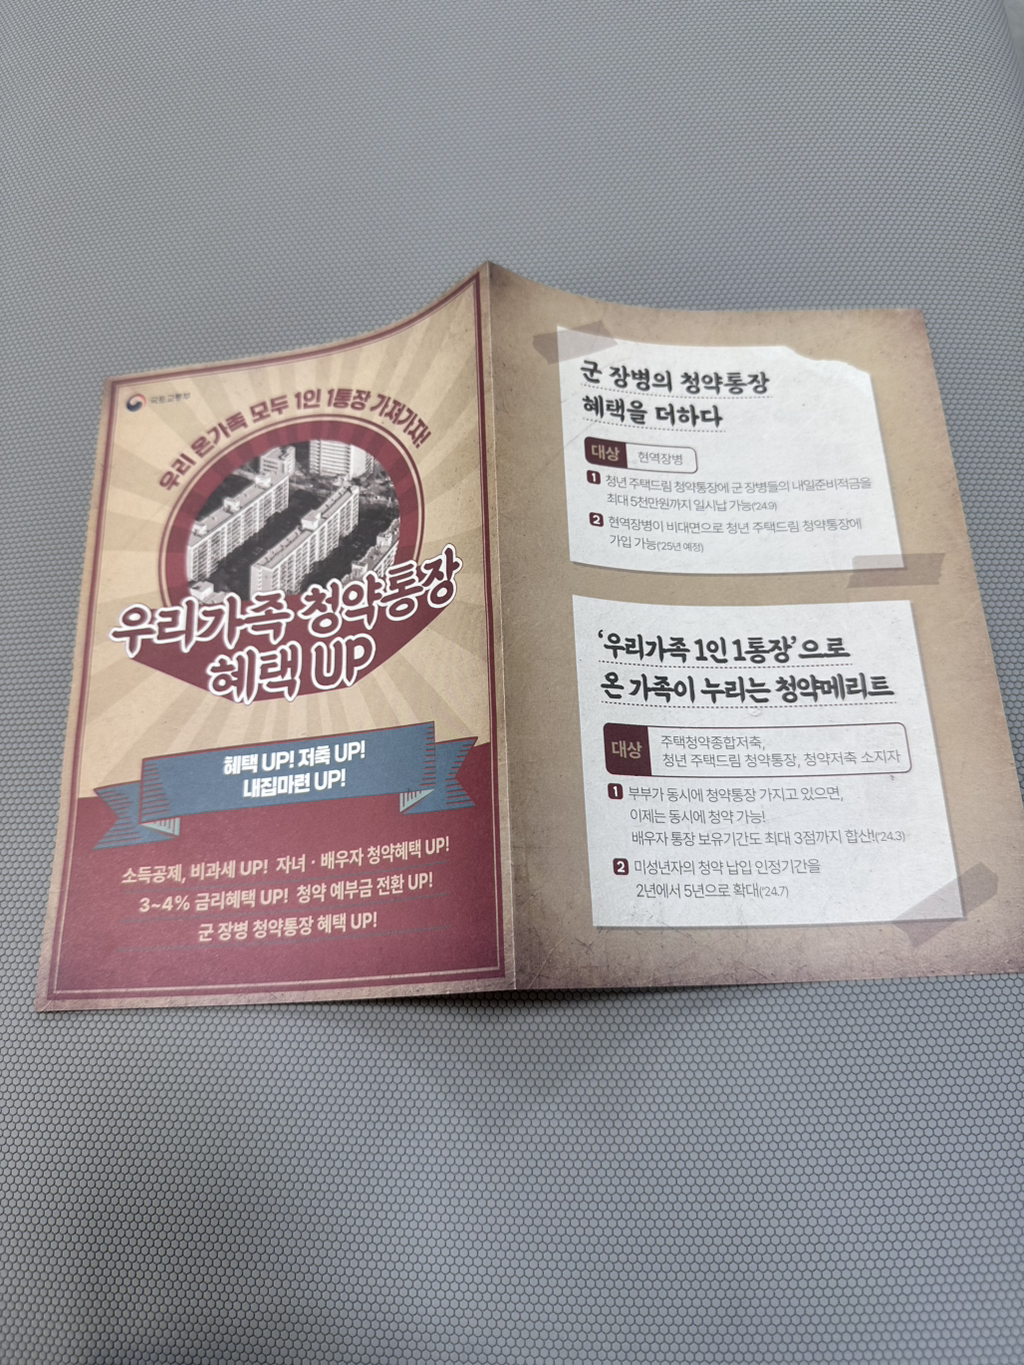 국토교통부
우리 온가족 모두 1인 1통장 가져가자!
우리가족 청약통장
혜택 UP
혜택 UP! 저축 UP!
내집마련 UP!
소득공제, 비과세 UP! 자녀 · 배우자 청약혜택 UP!
3~4% 금리혜택 UP! 청약 예부금 전환 UP!
군 장병 청약통장 혜택 UP!
군 장병의 청약통장
혜택을 더하다
대상 현역장병
1 청년 주택드림 청약통장에 군 장병들의 내일준비적금을
최대 5천만원까지 일시납 가능('24.9)
2 현역장병이 비대면으로 청년 주택드림 청약통장에
가입 가능('25년 예정)
‘우리가족 1인 1통장’으로
온 가족이 누리는 청약메리트
대상 주택청약종합저축,
청년 주택드림 청약통장, 청약저축 소지자
1 부부가 동시에 청약통장 가지고 있으면,
이제는 동시에 청약 가능!
배우자 통장 보유기간도 최대 3점까지 합산!('24.3)
2 미성년자의 청약 납입 인정기간을
2년에서 5년으로 확대('24.7)